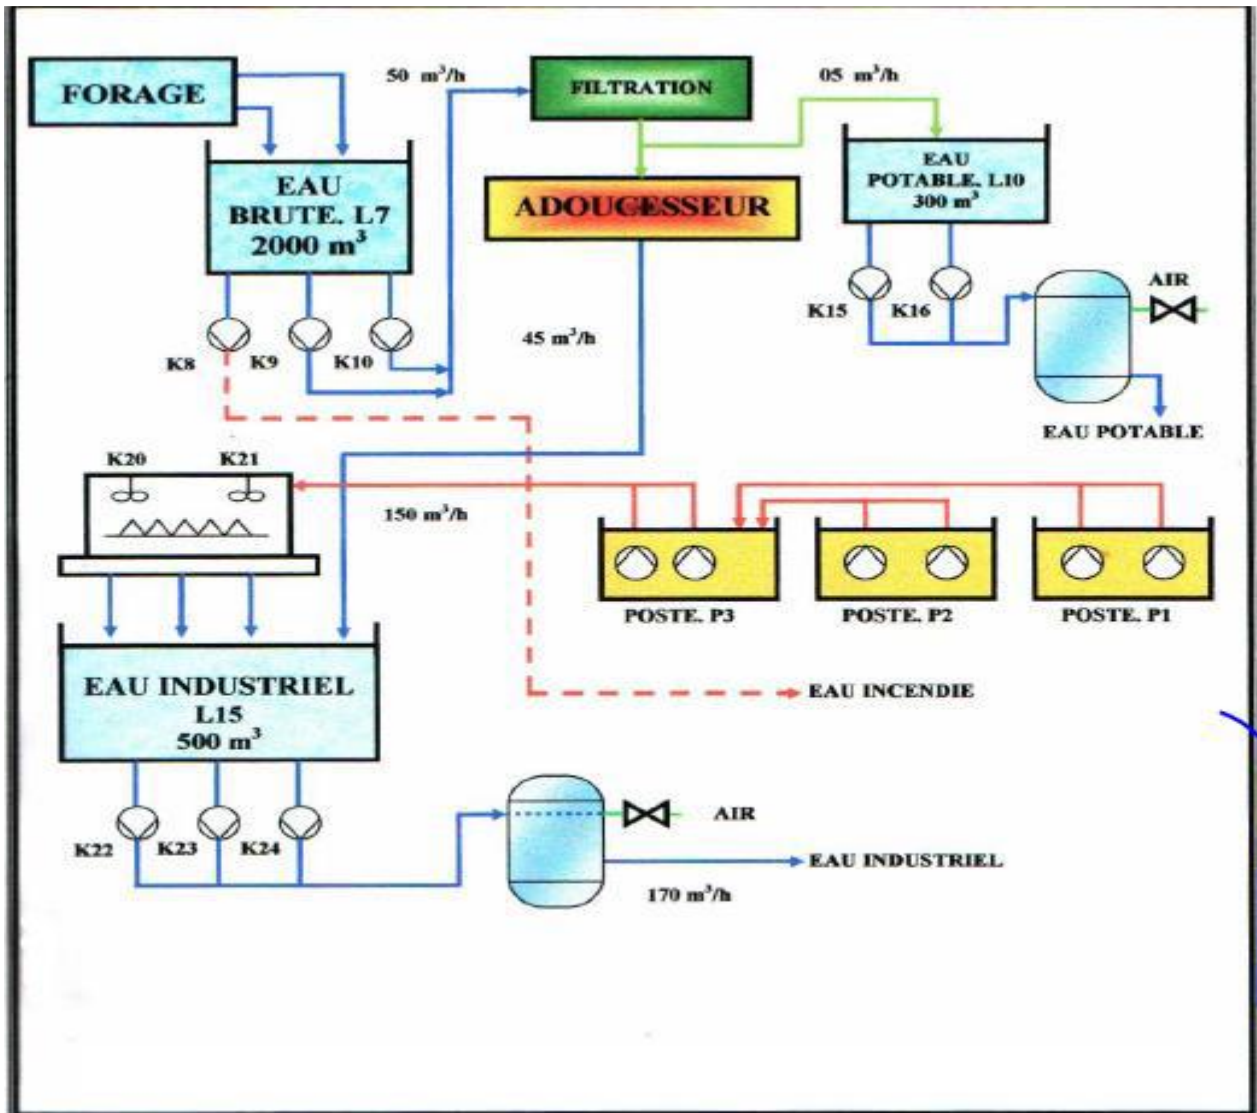 FORAGE
50 m³/h
FILTRATION
05 m³/h
EAU
BRUTE. L7
2000 m³
ADOUCESSEUR
EAU
POTABLE. L10
300 m³
K8
K9
K10
45 m³/h
K15
K16
AIR
EAU POTABLE
K20
K21
150 m³/h
POSTE. P3
POSTE. P2
POSTE. P1
EAU INCENDIE
EAU INDUSTRIEL
L15
500 m³
K22
K23
K24
AIR
EAU INDUSTRIEL
170 m³/h